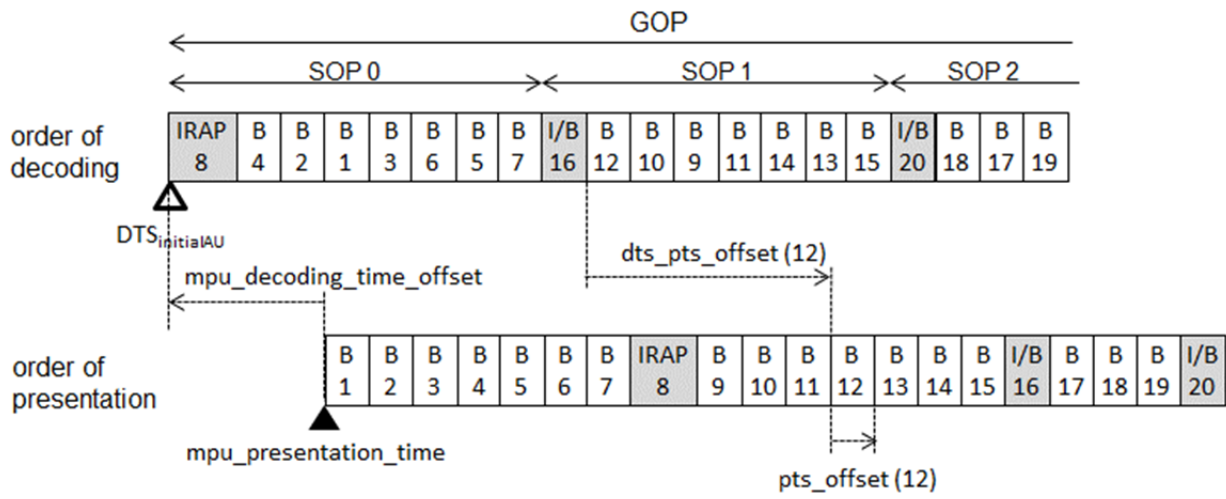 GOP
SOP 0 SOP 1 SOP 2
order of decoding
IRAP B B B B B B B I/B B B B B B B B I/B B B B
8 4 2 1 3 6 5 7 16 12 10 9 11 14 13 15 20 18 17 19
DTSinitialAU
dts_pts_offset (12)
mpu_decoding_time_offset
order of presentation
B B B B B B B IRAP B B B B B B B I/B B B B I/B
1 2 3 4 5 6 7 8 9 10 11 12 13 14 15 16 17 18 19 20
mpu_presentation_time
pts_offset (12)